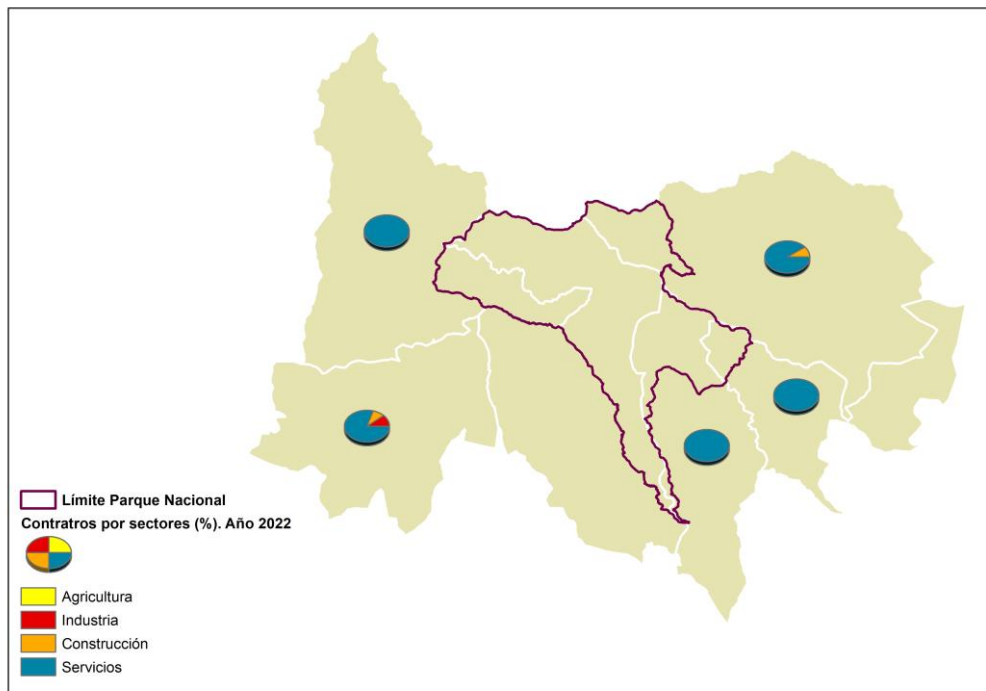 Límite Parque Nacional
Contratros por sectores (%). Año 2022
Agricultura
Industria
Construcción
Servicios